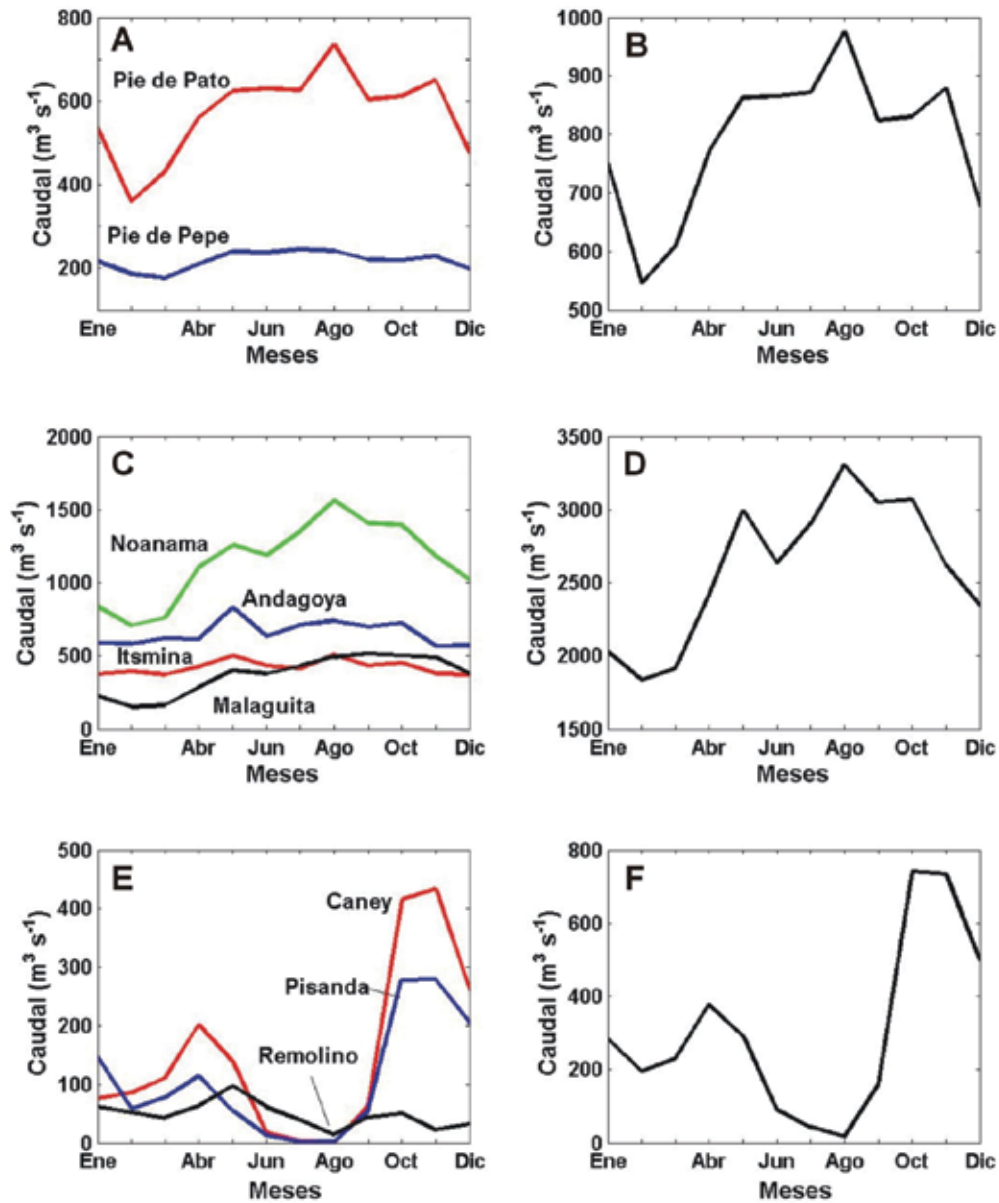 A
Pie de Pato
Pie de Pepe
Caudal (m³ s⁻¹)
800
600
400
200
Ene Abr Jun Ago Oct Dic
Meses
B
Caudal (m³ s⁻¹)
1000
900
800
700
600
500
Ene Abr Jun Ago Oct Dic
Meses
C
Noanama
Andagoya
Itsmina
Malaguita
Caudal (m³ s⁻¹)
2000
1500
1000
500
0
Ene Abr Jun Ago Oct Dic
Meses
D
Caudal (m³ s⁻¹)
3500
3000
2500
2000
1500
Ene Abr Jun Ago Oct Dic
Meses
E
Caney
Pisanda
Remolino
Caudal (m³ s⁻¹)
500
400
300
200
100
0
Ene Abr Jun Ago Oct Dic
Meses
F
Caudal (m³ s⁻¹)
800
600
400
200
0
Ene Abr Jun Ago Oct Dic
Meses